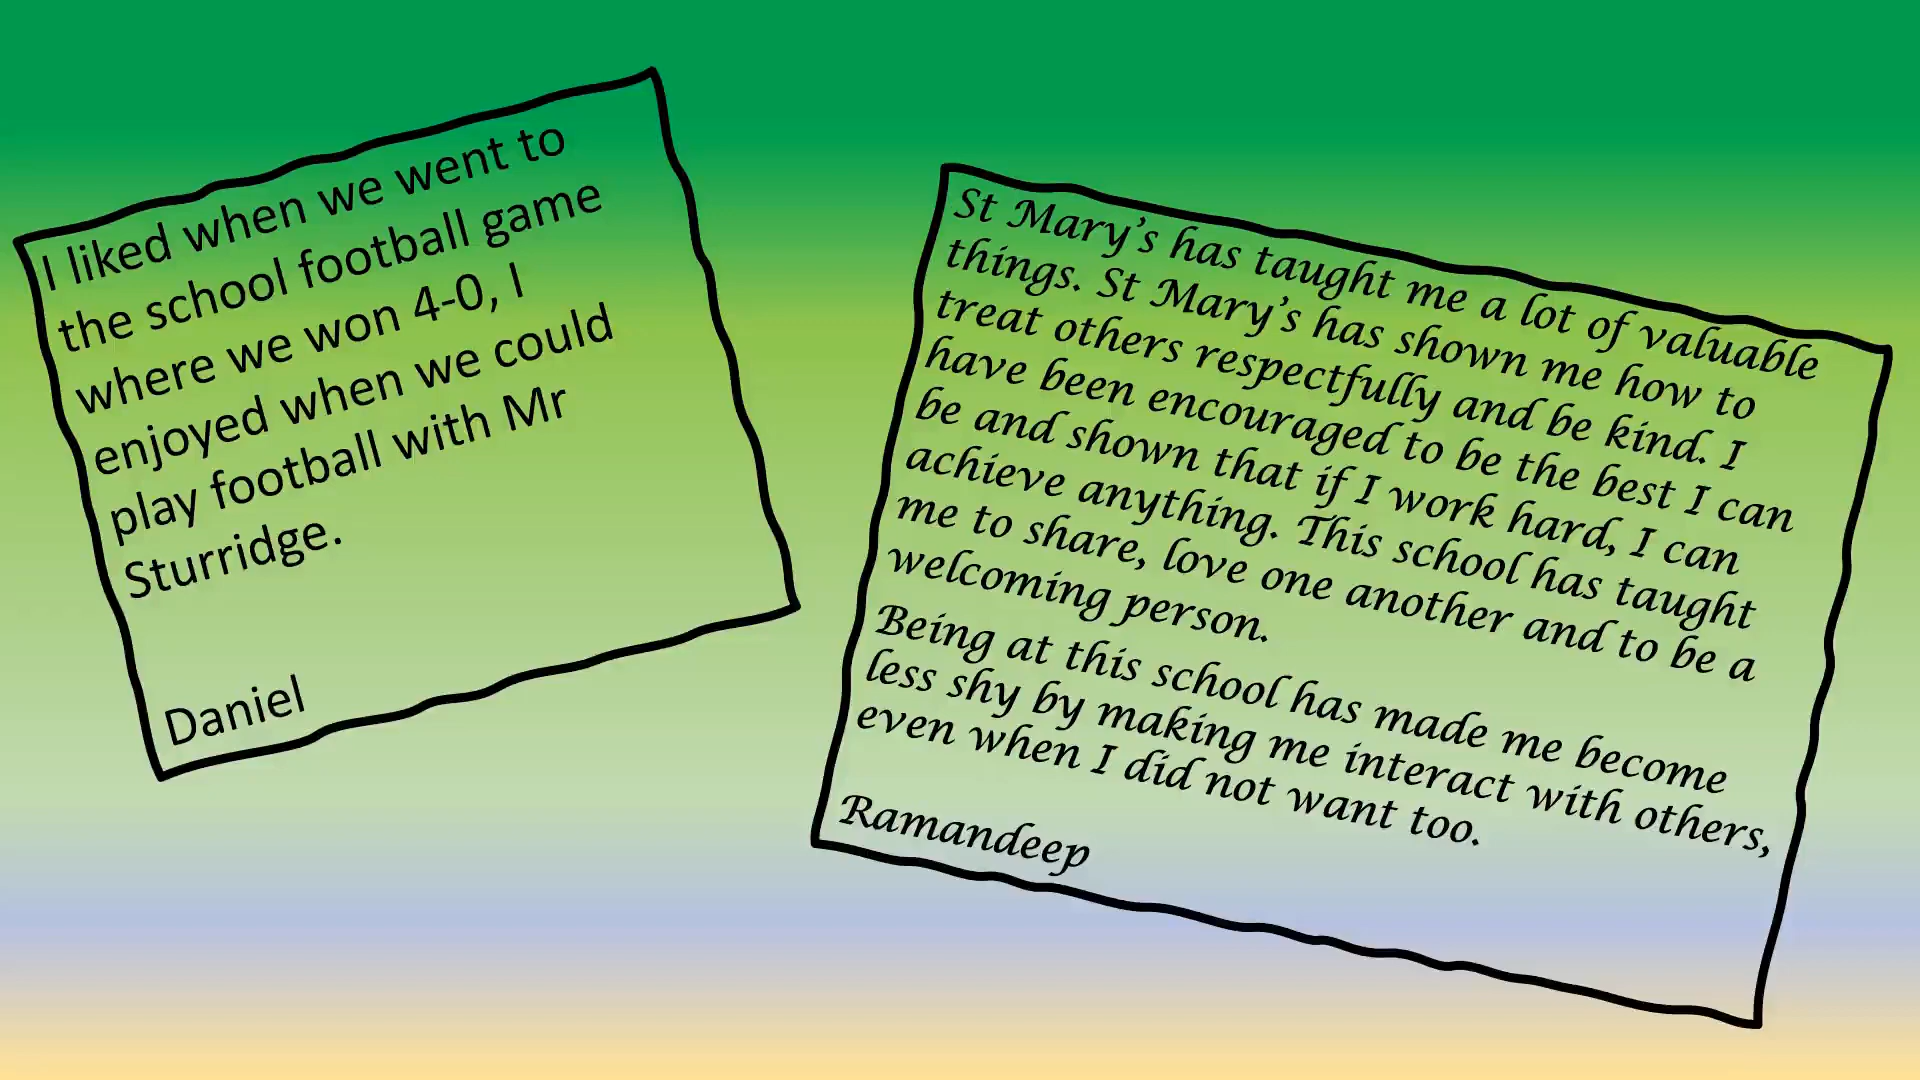 I liked when we went to
the school football game
where we won 4-0, I
enjoyed when we could
play football with Mr
Sturridge.
Daniel
St Mary’s has taught me a lot of valuable
things. St Mary’s has shown me how to
treat others respectfully and be kind. I
have been encouraged to be the best I can
be and shown that if I work hard, I can
achieve anything. This school has taught
me to share, love one another and to be a
welcoming person.
Being at this school has made me become
less shy by making me interact with others,
even when I did not want too.
Ramandeep